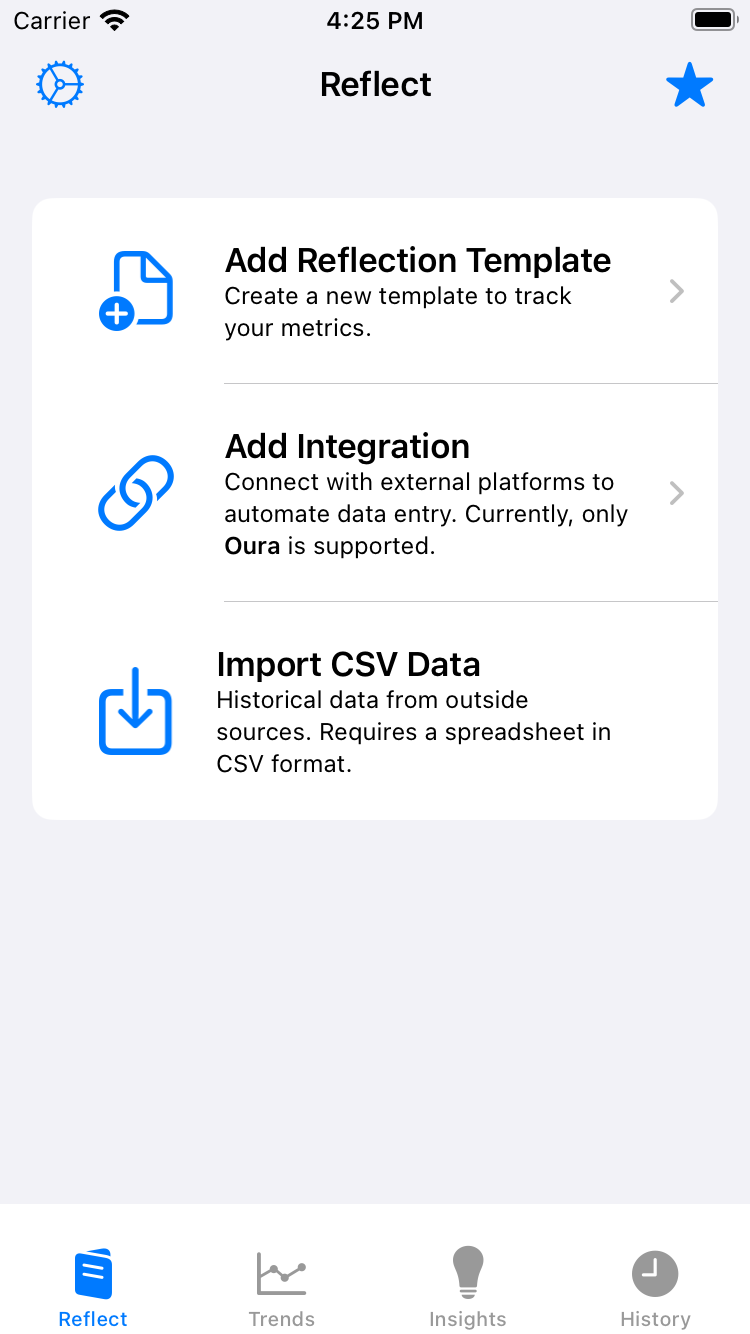 Carrier 4:25 PM
Reflect
Add Reflection Template
Create a new template to track
your metrics.
Add Integration
Connect with external platforms to
automate data entry. Currently, only
Oura is supported.
Import CSV Data
Historical data from outside
sources. Requires a spreadsheet in
CSV format.
Reflect Trends Insights History